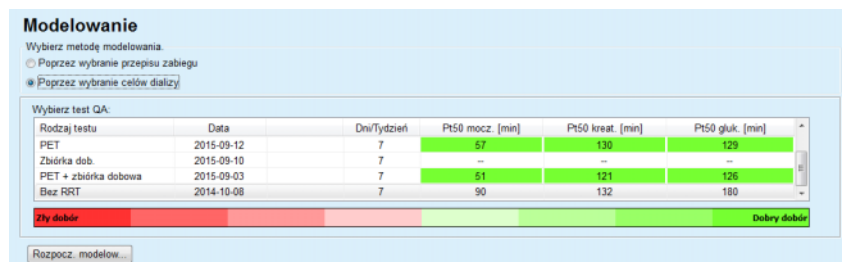 Modelowanie
Wybierz metodę modelowania.
Poprzez wybranie przepisu zabiegu
Poprzez wybranie celów dializy
Wybierz test QA:
Rodzaj testu Data Dni/Tydzień Pt50 mocz. [min] Pt50 kreat. [min] Pt50 gluk. [min]
PET 2015-09-12 7 57 130 129
Zbiórka dob. 2015-09-10 7 -- -- --
PET + zbiórka dobowa 2015-09-03 7 51 121 126
Bez RRT 2014-10-08 7 90 132 180
Zły dobór Dobry dobór
Rozpocz. modelow...